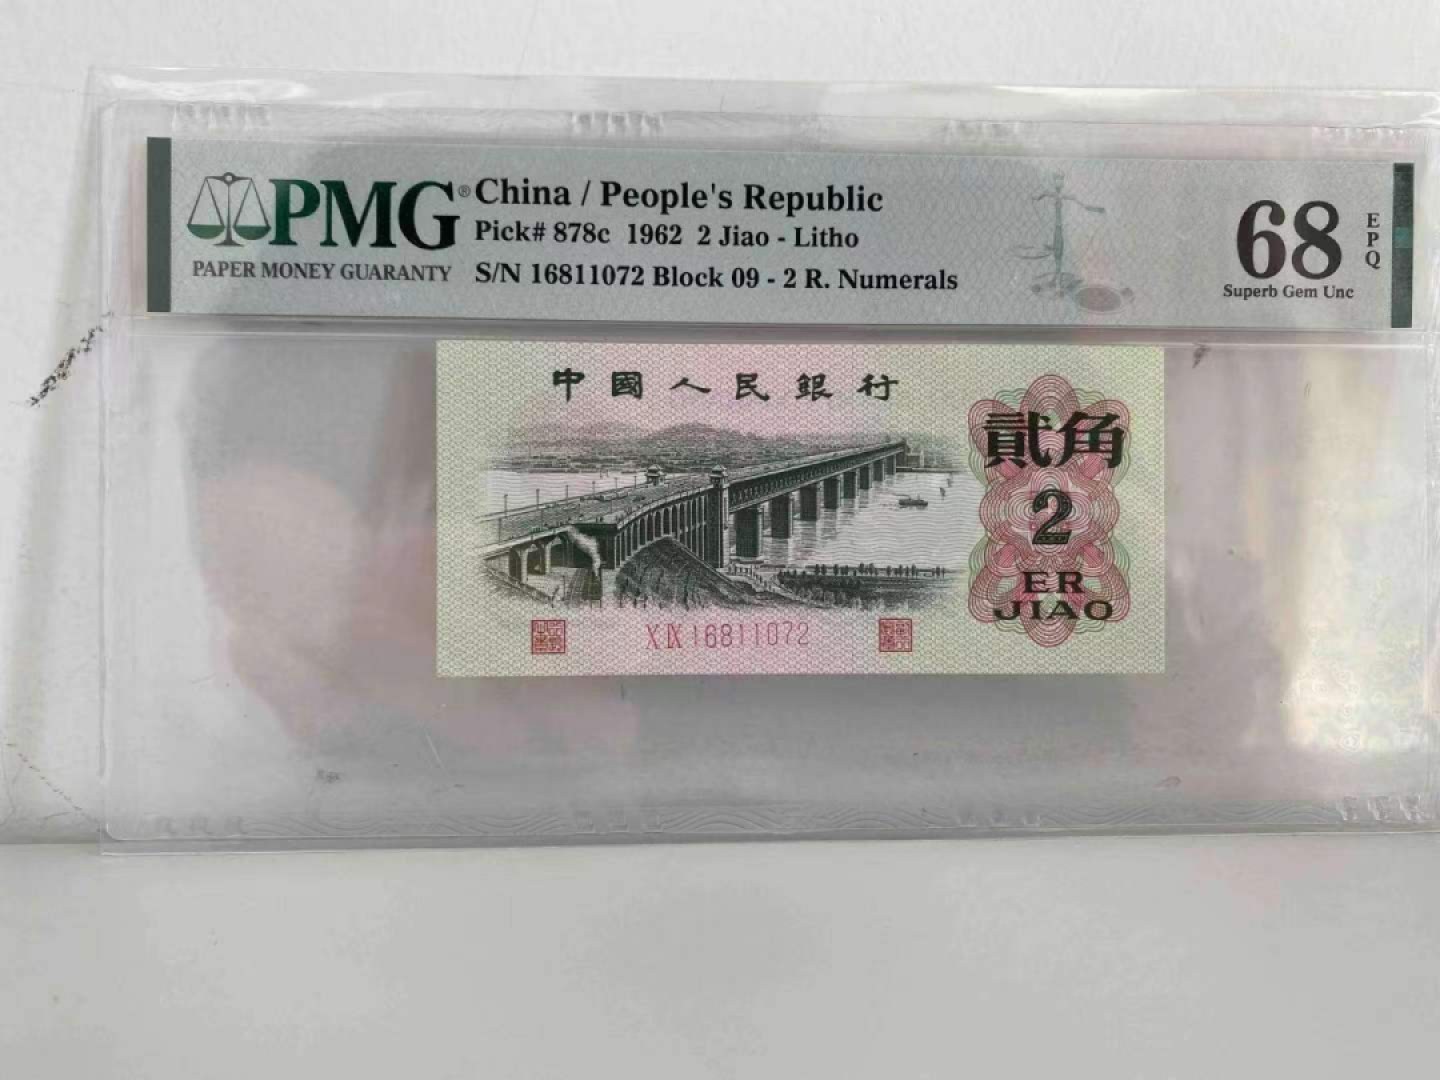 PMG®
PAPER MONEY GUARANTY
China / People's Republic
Pick# 878c 1962 2 Jiao - Litho
S/N 16811072 Block 09 - 2 R. Numerals
68
EPQ
Superb Gem Unc
中國人民銀行
貳角
2
ER
JIAO
X IX 16811072